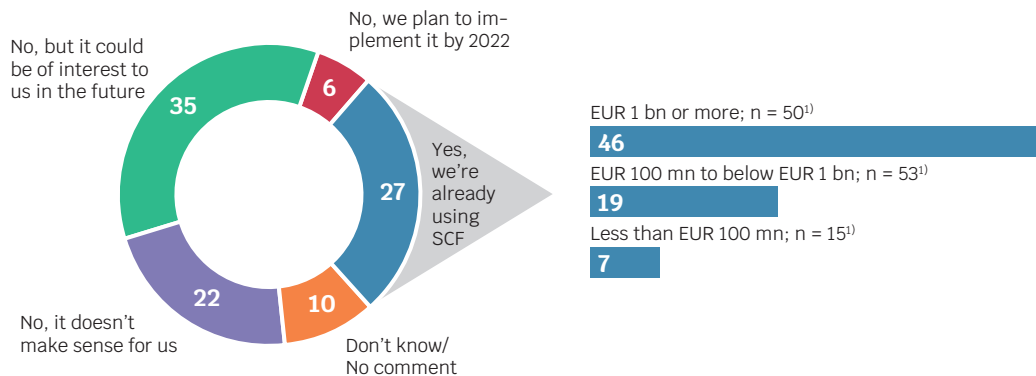 No, we plan to im-
plement it by 2022
No, but it could
be of interest to
us in the future
6
35
27
Yes,
we're
already
using
SCF
22
10
No, it doesn't
make sense for us
Don't know/
No comment
EUR 1 bn or more; n = 50¹⁾
46
EUR 100 mn to below EUR 1 bn; n = 53¹⁾
19
Less than EUR 100 mn; n = 15¹⁾
7